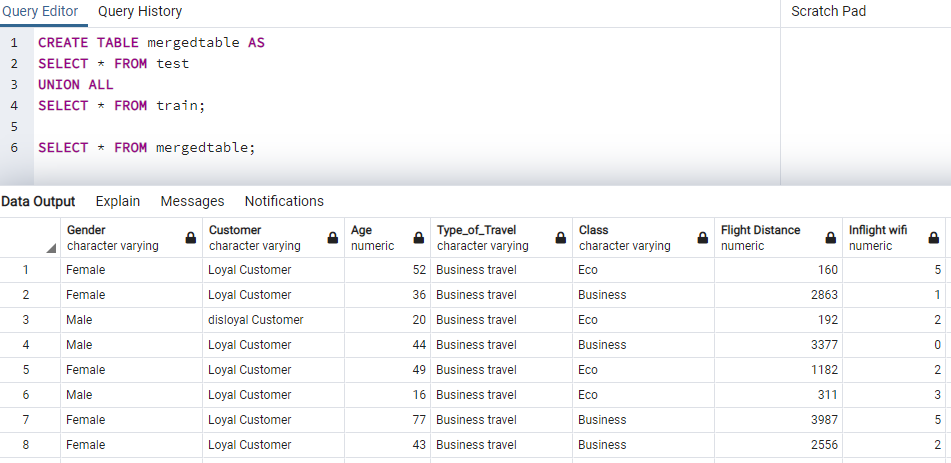 Query Editor Query History Scratch Pad
1 CREATE TABLE mergedtable AS
2 SELECT * FROM test
3 UNION ALL
4 SELECT * FROM train;
5
6 SELECT * FROM mergedtable;
Data Output Explain Messages Notifications
Gender Customer Age Type_of_Travel Class Flight Distance Inflight wifi
character varying character varying numeric character varying character varying numeric numeric
1 Female Loyal Customer 52 Business travel Eco 160 5
2 Female Loyal Customer 36 Business travel Business 2863 1
3 Male disloyal Customer 20 Business travel Eco 192 2
4 Male Loyal Customer 44 Business travel Business 3377 0
5 Female Loyal Customer 49 Business travel Eco 1182 2
6 Male Loyal Customer 16 Business travel Eco 311 3
7 Female Loyal Customer 77 Business travel Business 3987 5
8 Female Loyal Customer 43 Business travel Business 2556 2